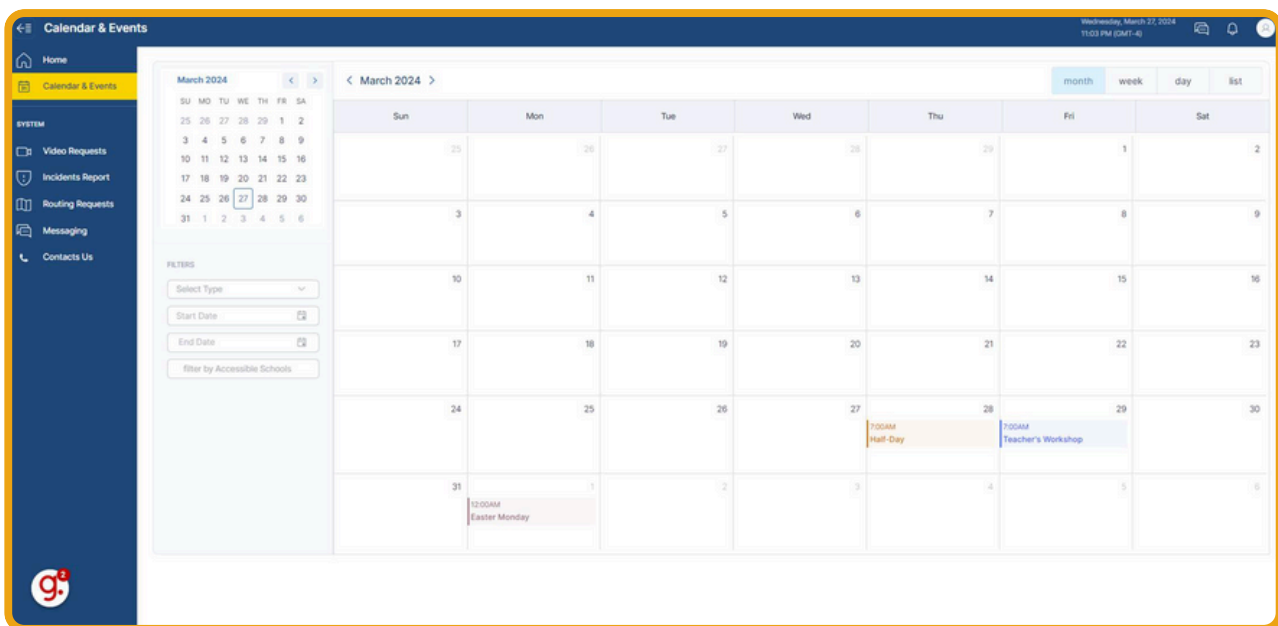 Calendar & Events
Wednesday, March 27, 2024
11:03 PM (GMT-4)
Home
Calendar & Events
SYSTEM
Video Requests
Incidents Report
Routing Requests
Messaging
Contacts Us
March 2024
SU MO TU WE TH FR SA
25 26 27 28 29 1 2
3 4 5 6 7 8 9
10 11 12 13 14 15 16
17 18 19 20 21 22 23
24 25 26 27 28 29 30
31 1 2 3 4 5 6
FILTERS
Select Type
Start Date
End Date
filter by Accessible Schools
March 2024
month week day list
Sun Mon Tue Wed Thu Fri Sat
25 26 27 28 29 1 2
3 4 5 6 7 8 9
10 11 12 13 14 15 16
17 18 19 20 21 22 23
24 25 26 27 28 29 30
7:00AM
Half-Day
7:00AM
Teacher's Workshop
31 1 2 3 4 5 6
12:00AM
Easter Monday
g. 2